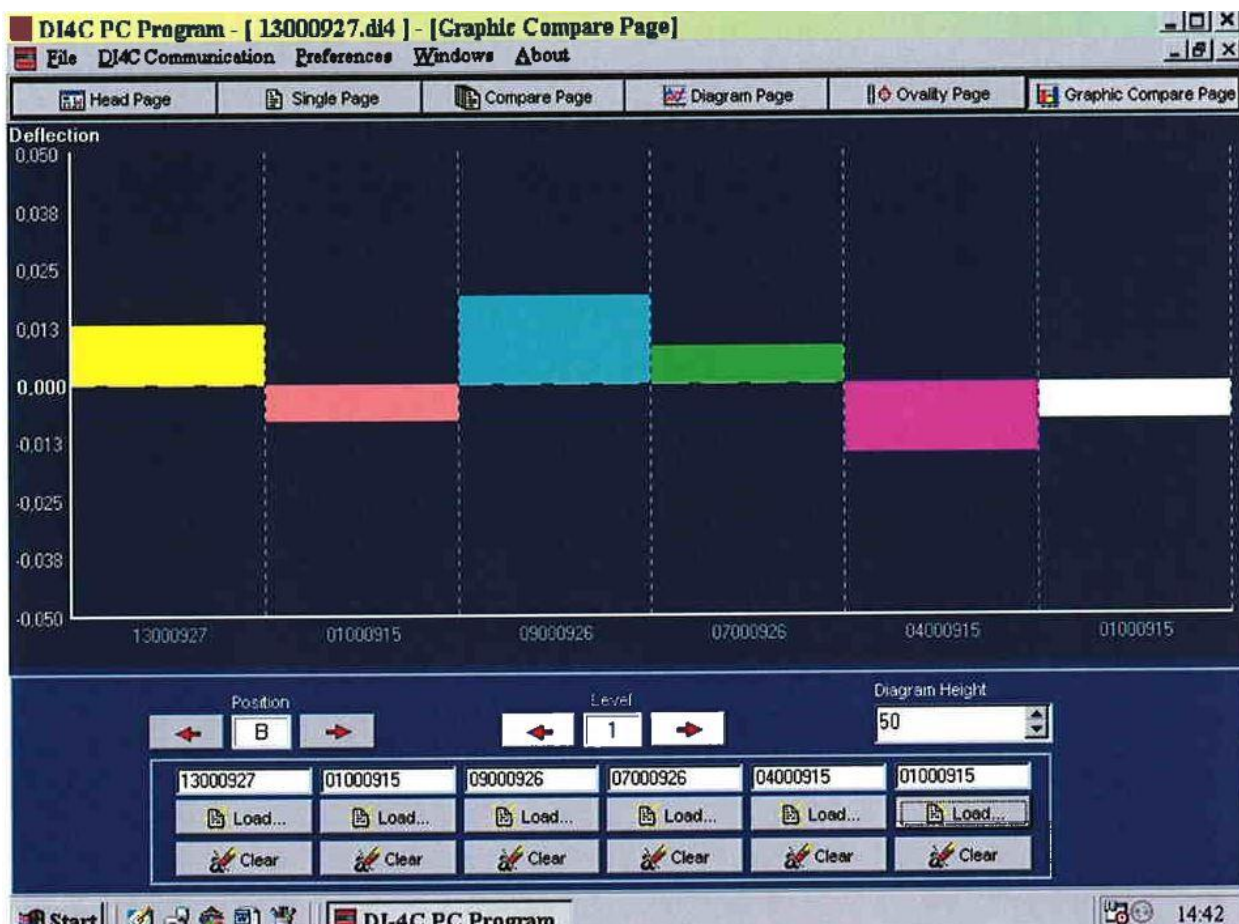 DI4C PC Program - [ 13000927.di4 ] - [Graphic Compare Page]
File DI4C Communication Preferences Windows About
Head Page Single Page Compare Page Diagram Page Ovality Page Graphic Compare Page
Deflection
0,050
0,038
0,025
0,013
0,000
-0,013
-0,025
-0,038
-0,050
13000927 01000915 09000926 07000926 04000915 01000915
Position Level Diagram Height
B 1 50
13000927 01000915 09000926 07000926 04000915 01000915
Load... Load... Load... Load... Load... Load...
Clear Clear Clear Clear Clear Clear
Start DI-4C PC Program 14:42